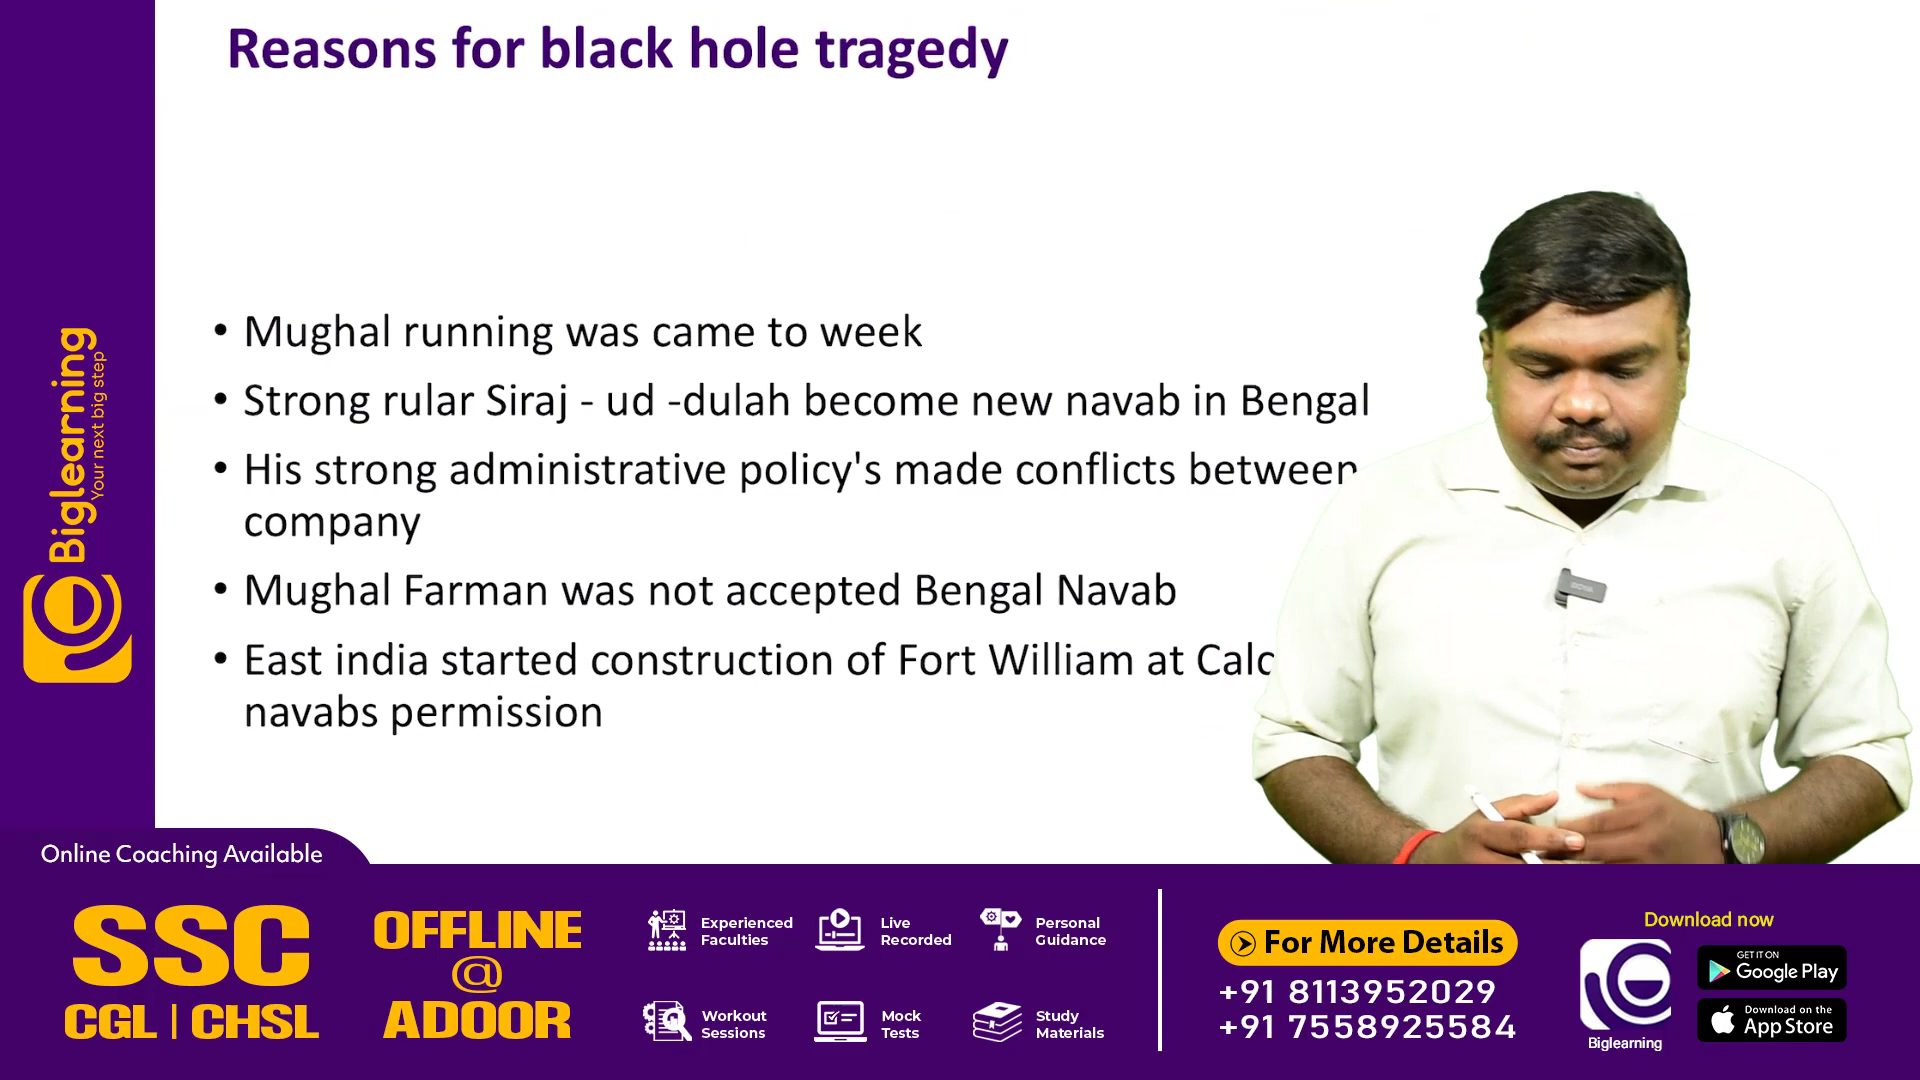 Reasons for black hole tragedy
• Mughal running was came to week
• Strong rular Siraj - ud -dulah become new navab in Bengal
• His strong administrative policy's made conflicts between
company
• Mughal Farman was not accepted Bengal Navab
• East india started construction of Fort William at Calc
navabs permission
Biglearning
Your next big step
Online Coaching Available
SSC
CGL | CHSL
OFFLINE
@
ADOOR
Experienced
Faculties
Live
Recorded
Personal
Guidance
Workout
Sessions
Mock
Tests
Study
Materials
For More Details
+91 8113952029
+91 7558925584
Download now
Biglearning
GET IT ON
Google Play
Download on the
App Store